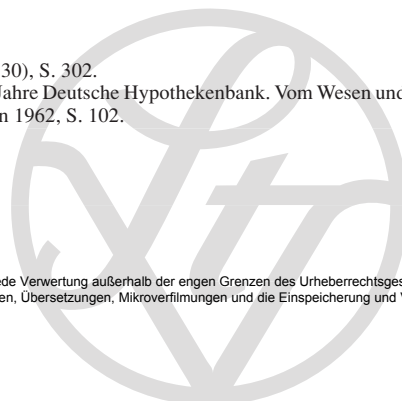 30), S. 302.
Jahre Deutsche Hypothekenbank. Vom Wesen und
n 1962, S. 102.
de Verwertung außerhalb der engen Grenzen des Urheberrechtsges
en, Übersetzungen, Mikroverfilmungen und die Einspeicherung und V